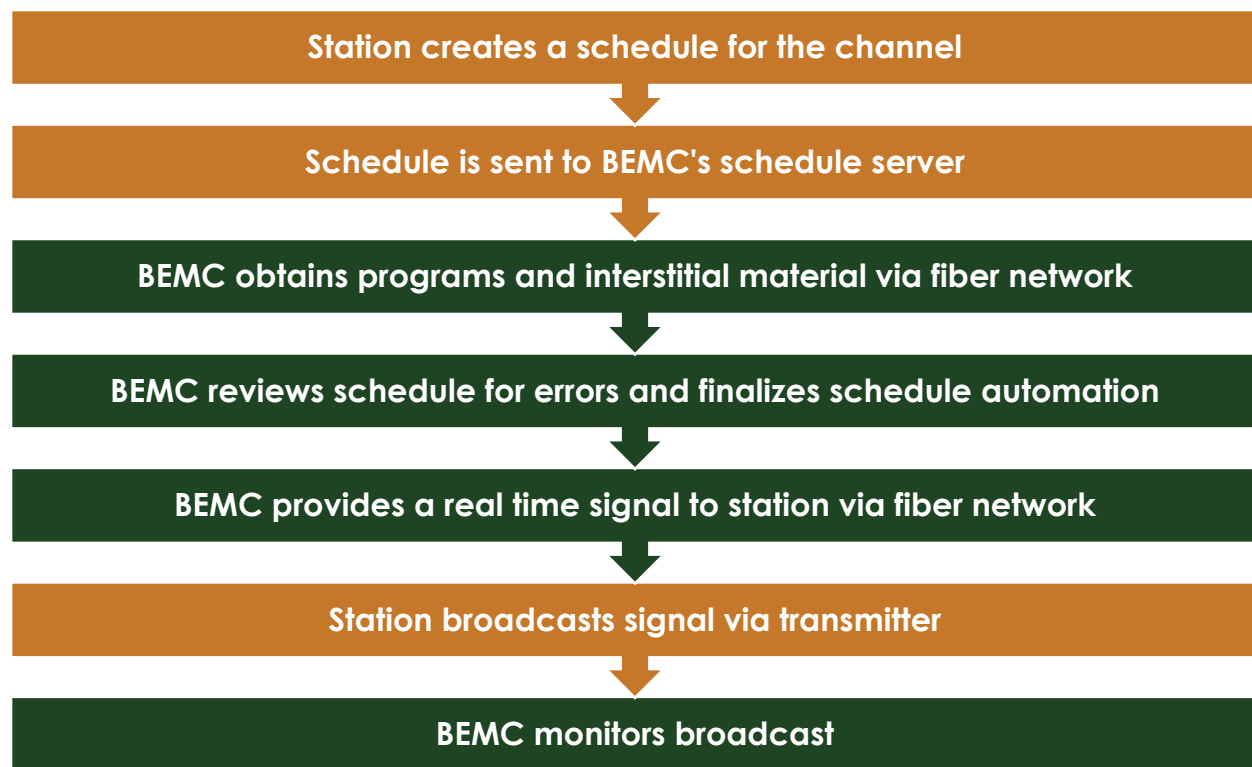 Station creates a schedule for the channel
Schedule is sent to BEMC's schedule server
BEMC obtains programs and interstitial material via fiber network
BEMC reviews schedule for errors and finalizes schedule automation
BEMC provides a real time signal to station via fiber network
Station broadcasts signal via transmitter
BEMC monitors broadcast